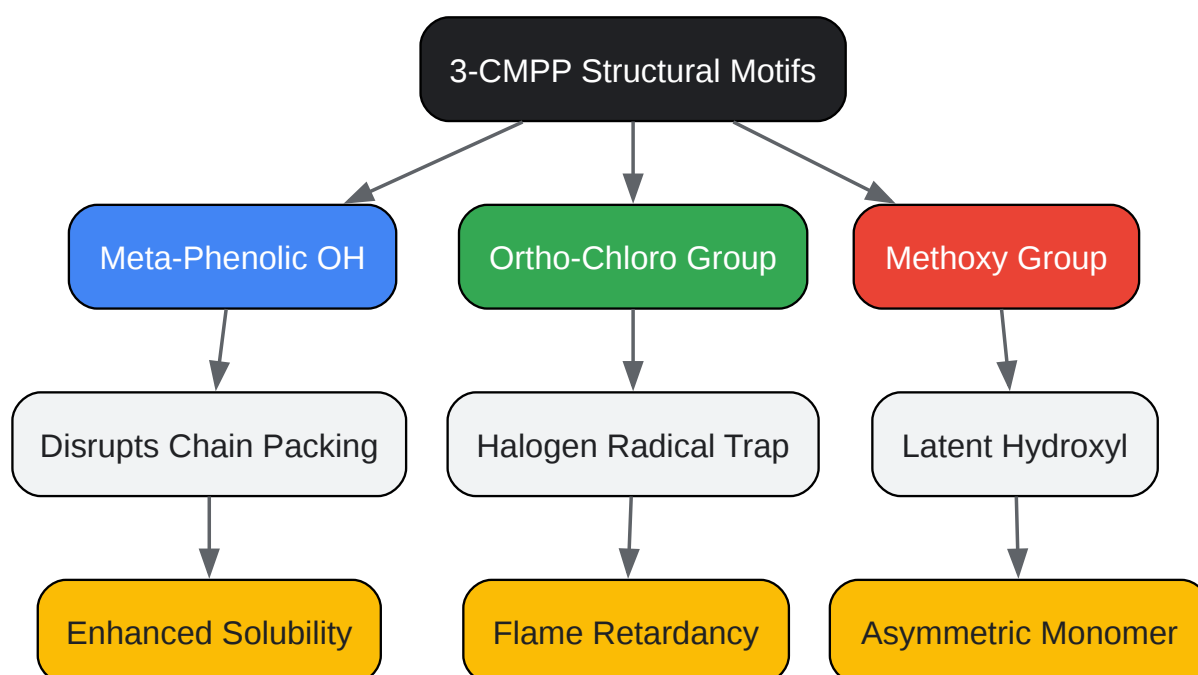 3-CMPP Structural Motifs
Meta-Phenolic OH
Ortho-Chloro Group
Methoxy Group
Disrupts Chain Packing
Halogen Radical Trap
Latent Hydroxyl
Enhanced Solubility
Flame Retardancy
Asymmetric Monomer